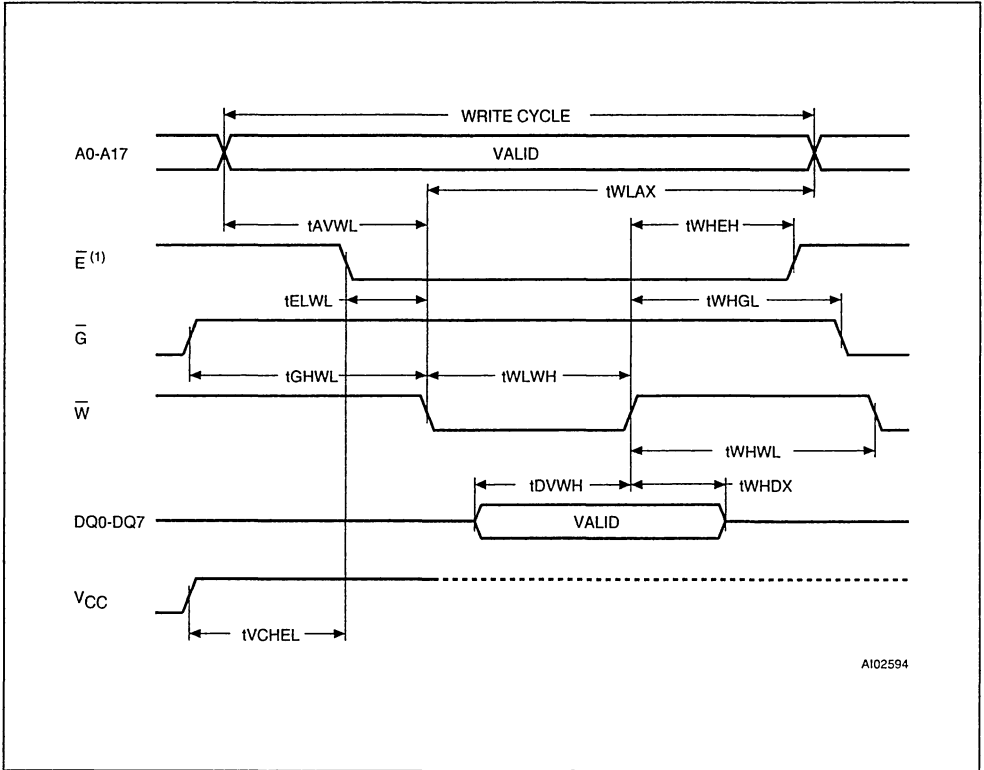 WRITE CYCLE
A0-A17 VALID
tWLAX
tAVWL tWHEH
E̅ (1)
tELWL tWHGL
G̅
tGHWL tWLWH
W̅
tWHWL
tDVWH tWHDX
DQ0-DQ7 VALID
VCC
tVCHEL
AI02594